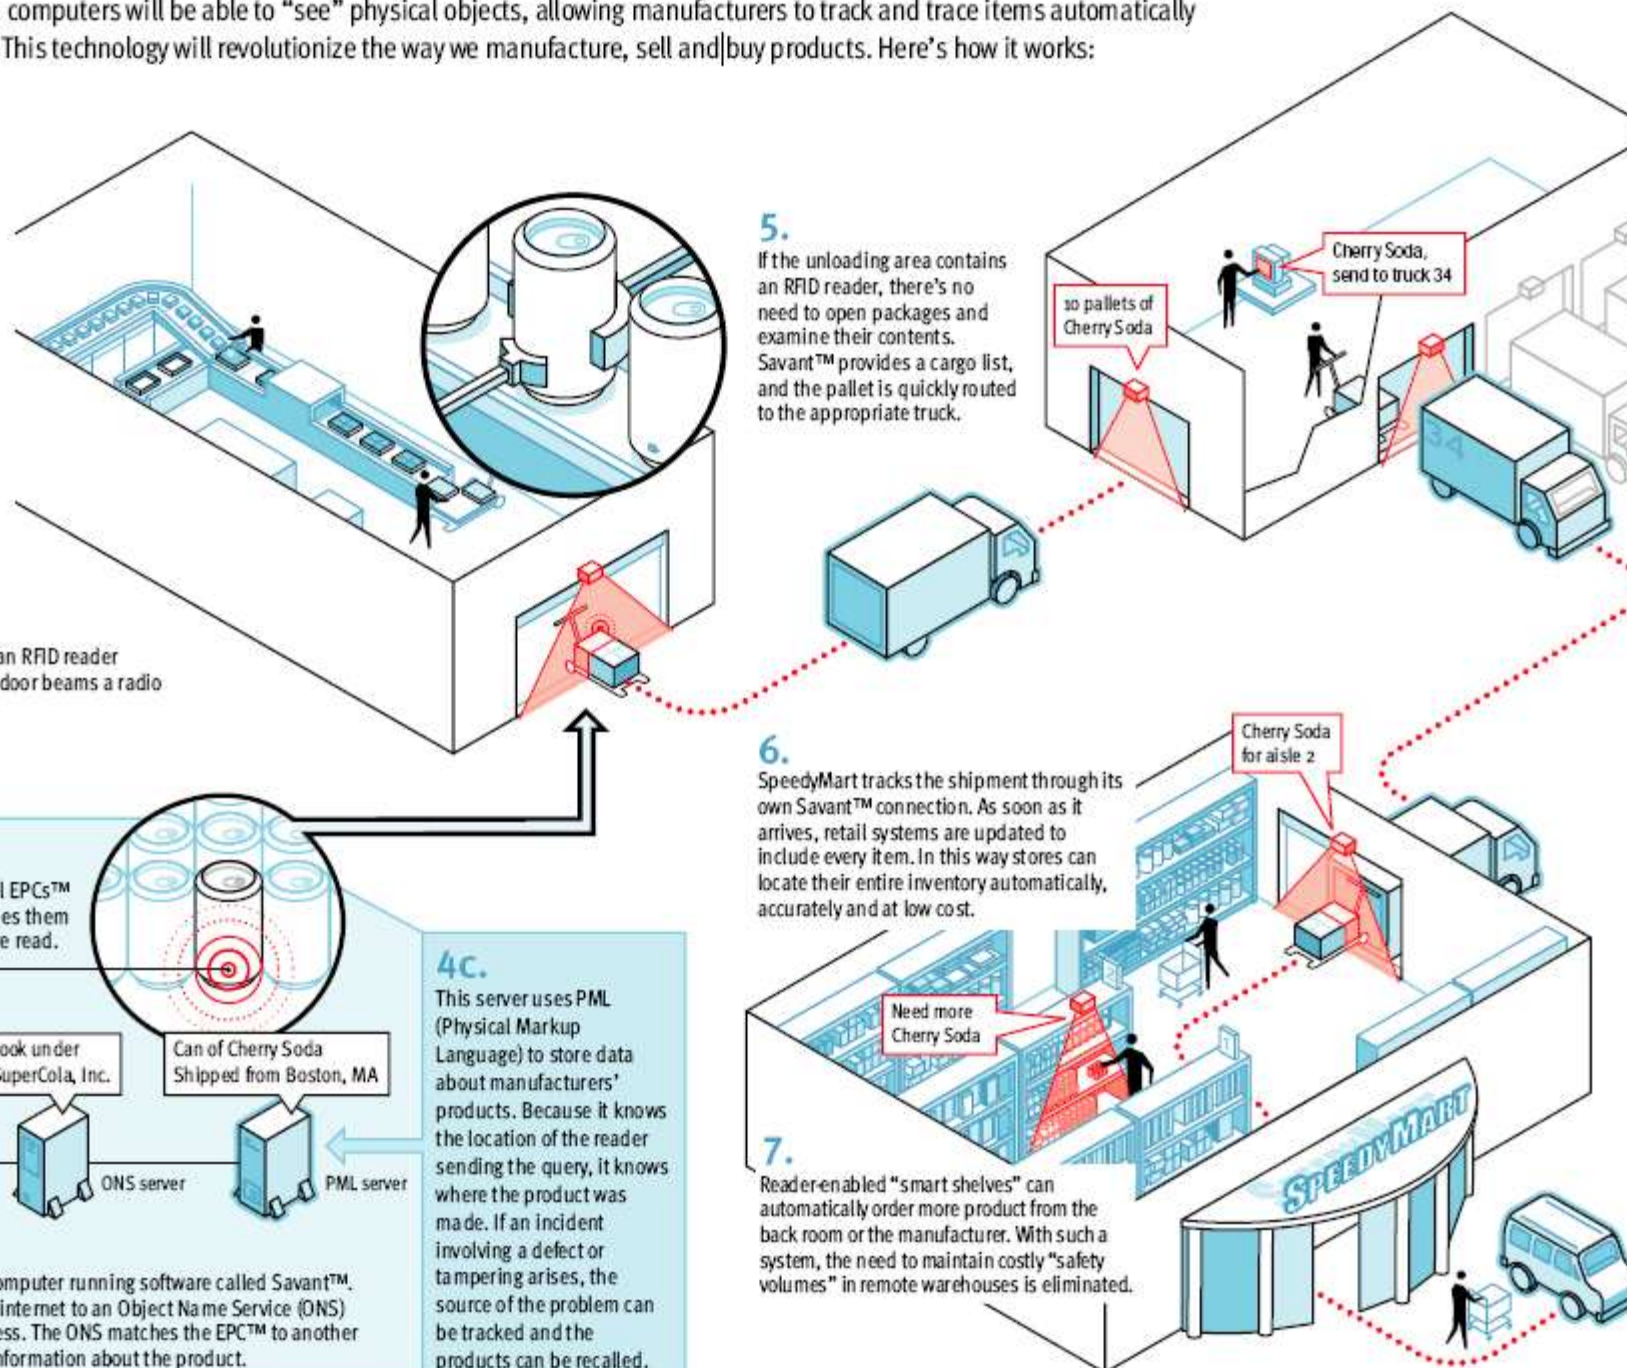 computers will be able to “see” physical objects, allowing manufacturers to track and trace items automatically
This technology will revolutionize the way we manufacture, sell and buy products. Here’s how it works:
5.
If the unloading area contains
an RFID reader, there’s no
need to open packages and
examine their contents.
Savant™ provides a cargo list,
and the pallet is quickly routed
to the appropriate truck.
10 pallets of
Cherry Soda
Cherry Soda,
send to truck 34
34
an RFID reader
door beams a radio
6.
SpeedyMart tracks the shipment through its
own Savant™ connection. As soon as it
arrives, retail systems are updated to
include every item. In this way stores can
locate their entire inventory automatically,
accurately and at low cost.
Cherry Soda
for aisle 2
Need more
Cherry Soda
EPCs™
them
read.
under
SuperCola, Inc.
Can of Cherry Soda
Shipped from Boston, MA
ONS server
PML server
4c.
This server uses PML
(Physical Markup
Language) to store data
about manufacturers’
products. Because it knows
the location of the reader
sending the query, it knows
where the product was
made. If an incident
involving a defect or
tampering arises, the
source of the problem can
be tracked and the
products can be recalled.
7.
Reader-enabled “smart shelves” can
automatically order more product from the
back room or the manufacturer. With such a
system, the need to maintain costly “safety
volumes” in remote warehouses is eliminated.
SPEEDYMART
running software called Savant™.
internet to an Object Name Service (ONS)
The ONS matches the EPC™ to another
about the product.